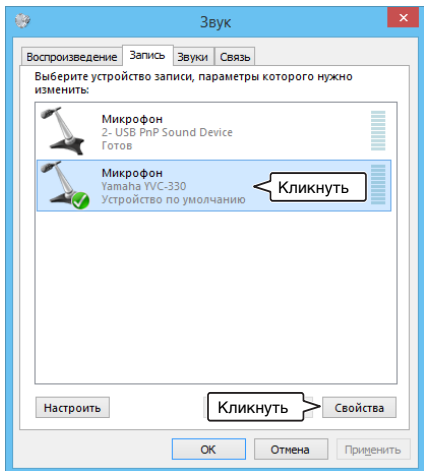 Звук
Воспроизведение Запись Звуки Связь
Выберите устройство записи, параметры которого нужно
изменить:
Микрофон
2- USB PnP Sound Device
Готов
Микрофон
Yamaha YVC-330
Устройство по умолчанию
Кликнуть
Настроить
Кликнуть
Свойства
OK
Отмена
Применить